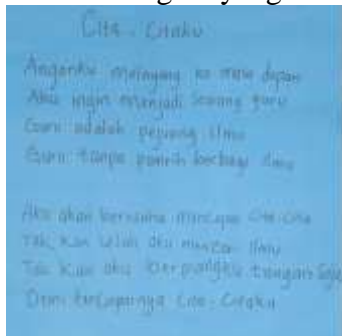 Cita-Citaku
Anganku melayang ke masa depan
Aku ingin menjadi seorang guru
Guru adalah pejuang ilmu
Guru tanpa pamrih berbagi ilmu
Aku akan berusaha mencapai cita-cita
Tak kan lelah aku mencari ilmu
Tak kan aku berpangku tangan saja
Demi tercapainya Cita-Citaku